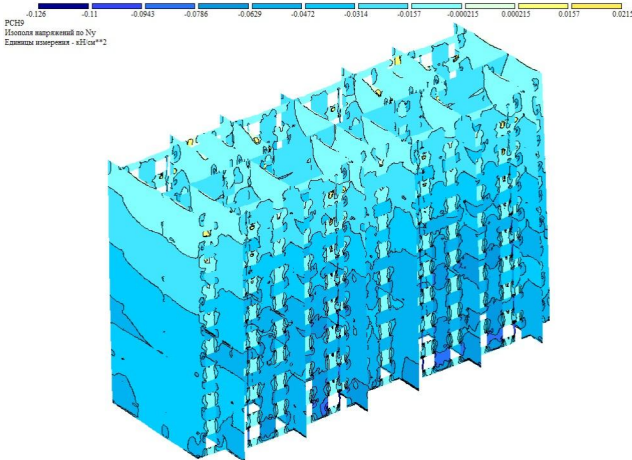 -0.126 -0.11 -0.0943 -0.0786 -0.0629 -0.0472 -0.0314 -0.0157 -0.000215 0.000215 0.0157 0.0215
РСН9
Изополя напряжений по Ny
Единицы измерения - кН/см**2